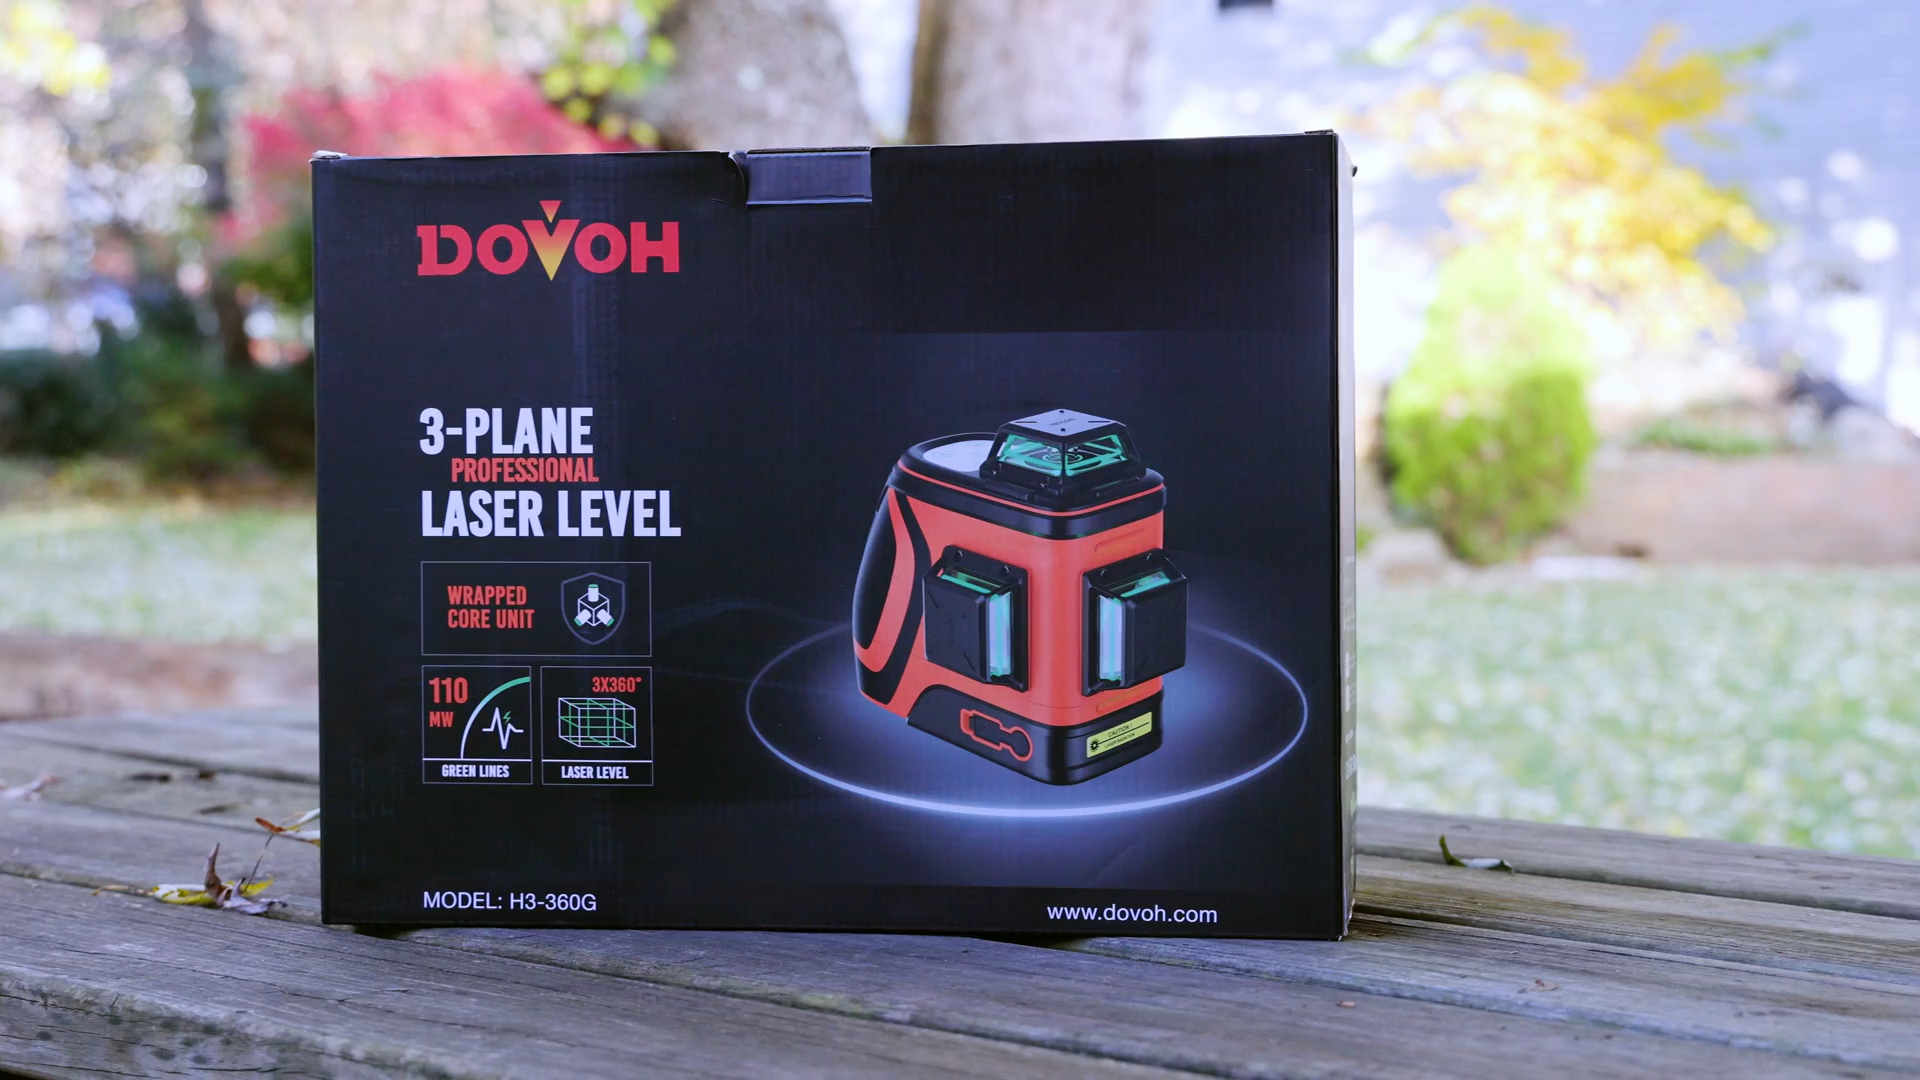 DOVOH
3-PLANE
PROFESSIONAL
LASER LEVEL
WRAPPED
CORE UNIT
110
MW
GREEN LINES
3X360°
LASER LEVEL
CAUTION !
MODEL: H3-360G
www.dovoh.com